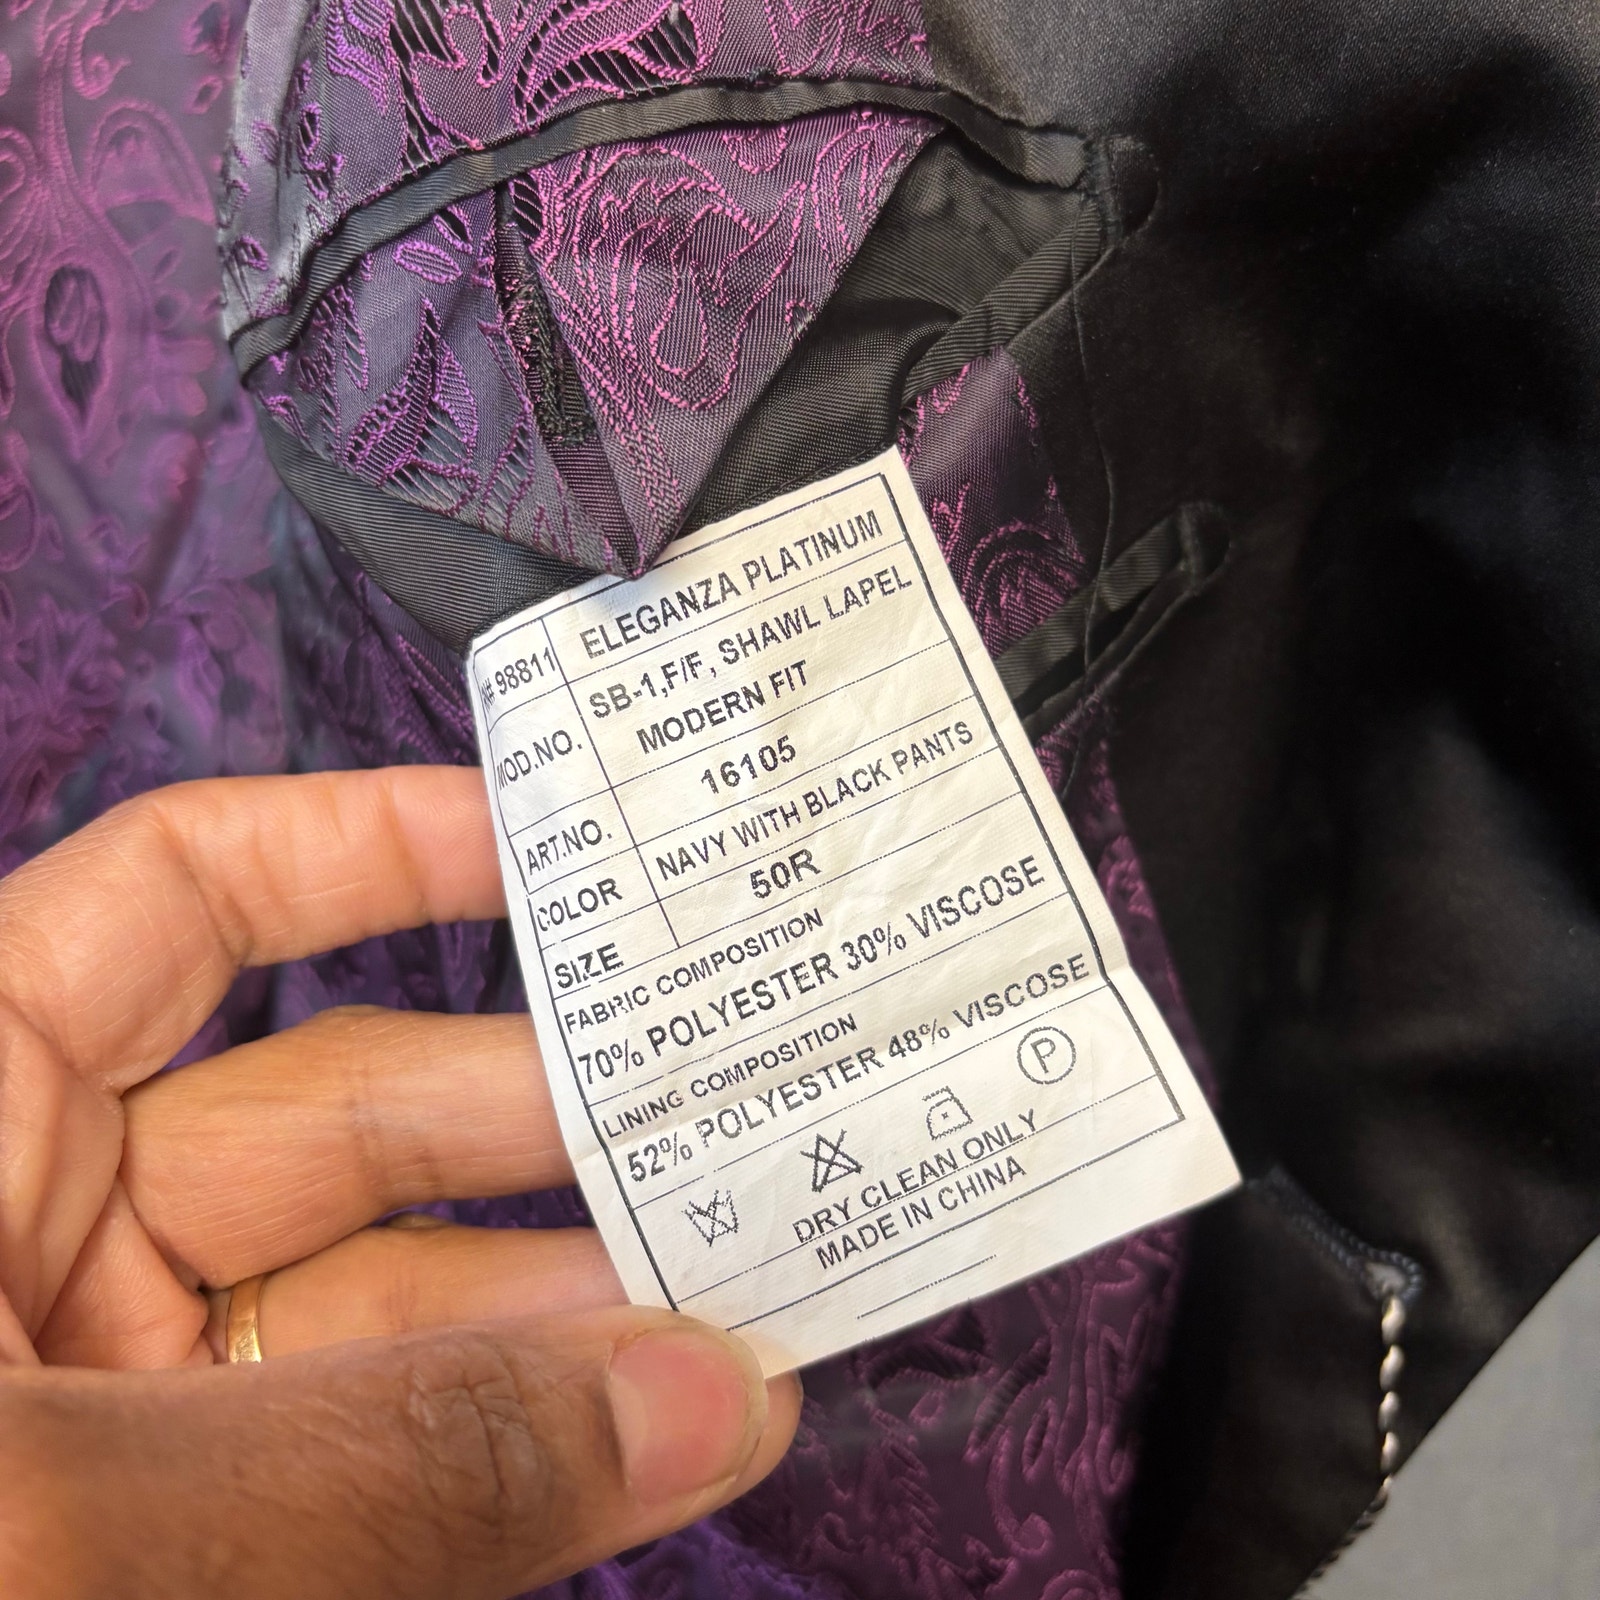 # 98811 ELEGANZA PLATINUM
MOD.NO. SB-1,F/F, SHAWL LAPEL
MODERN FIT
ART.NO. 16105
COLOR NAVY WITH BLACK PANTS
SIZE 50R
FABRIC COMPOSITION
70% POLYESTER 30% VISCOSE
LINING COMPOSITION
52% POLYESTER 48% VISCOSE
P
DRY CLEAN ONLY
MADE IN CHINA